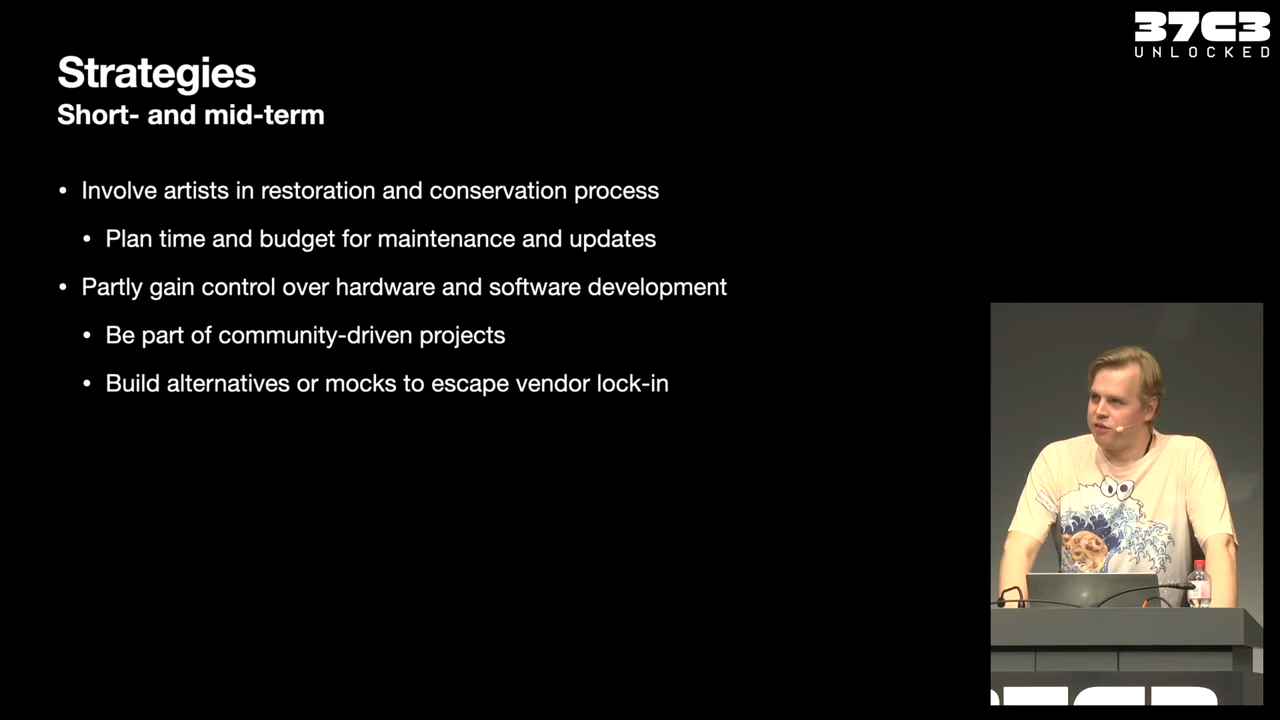 37C3
UNLOCKED
Strategies
Short- and mid-term
• Involve artists in restoration and conservation process
• Plan time and budget for maintenance and updates
• Partly gain control over hardware and software development
• Be part of community-driven projects
• Build alternatives or mocks to escape vendor lock-in